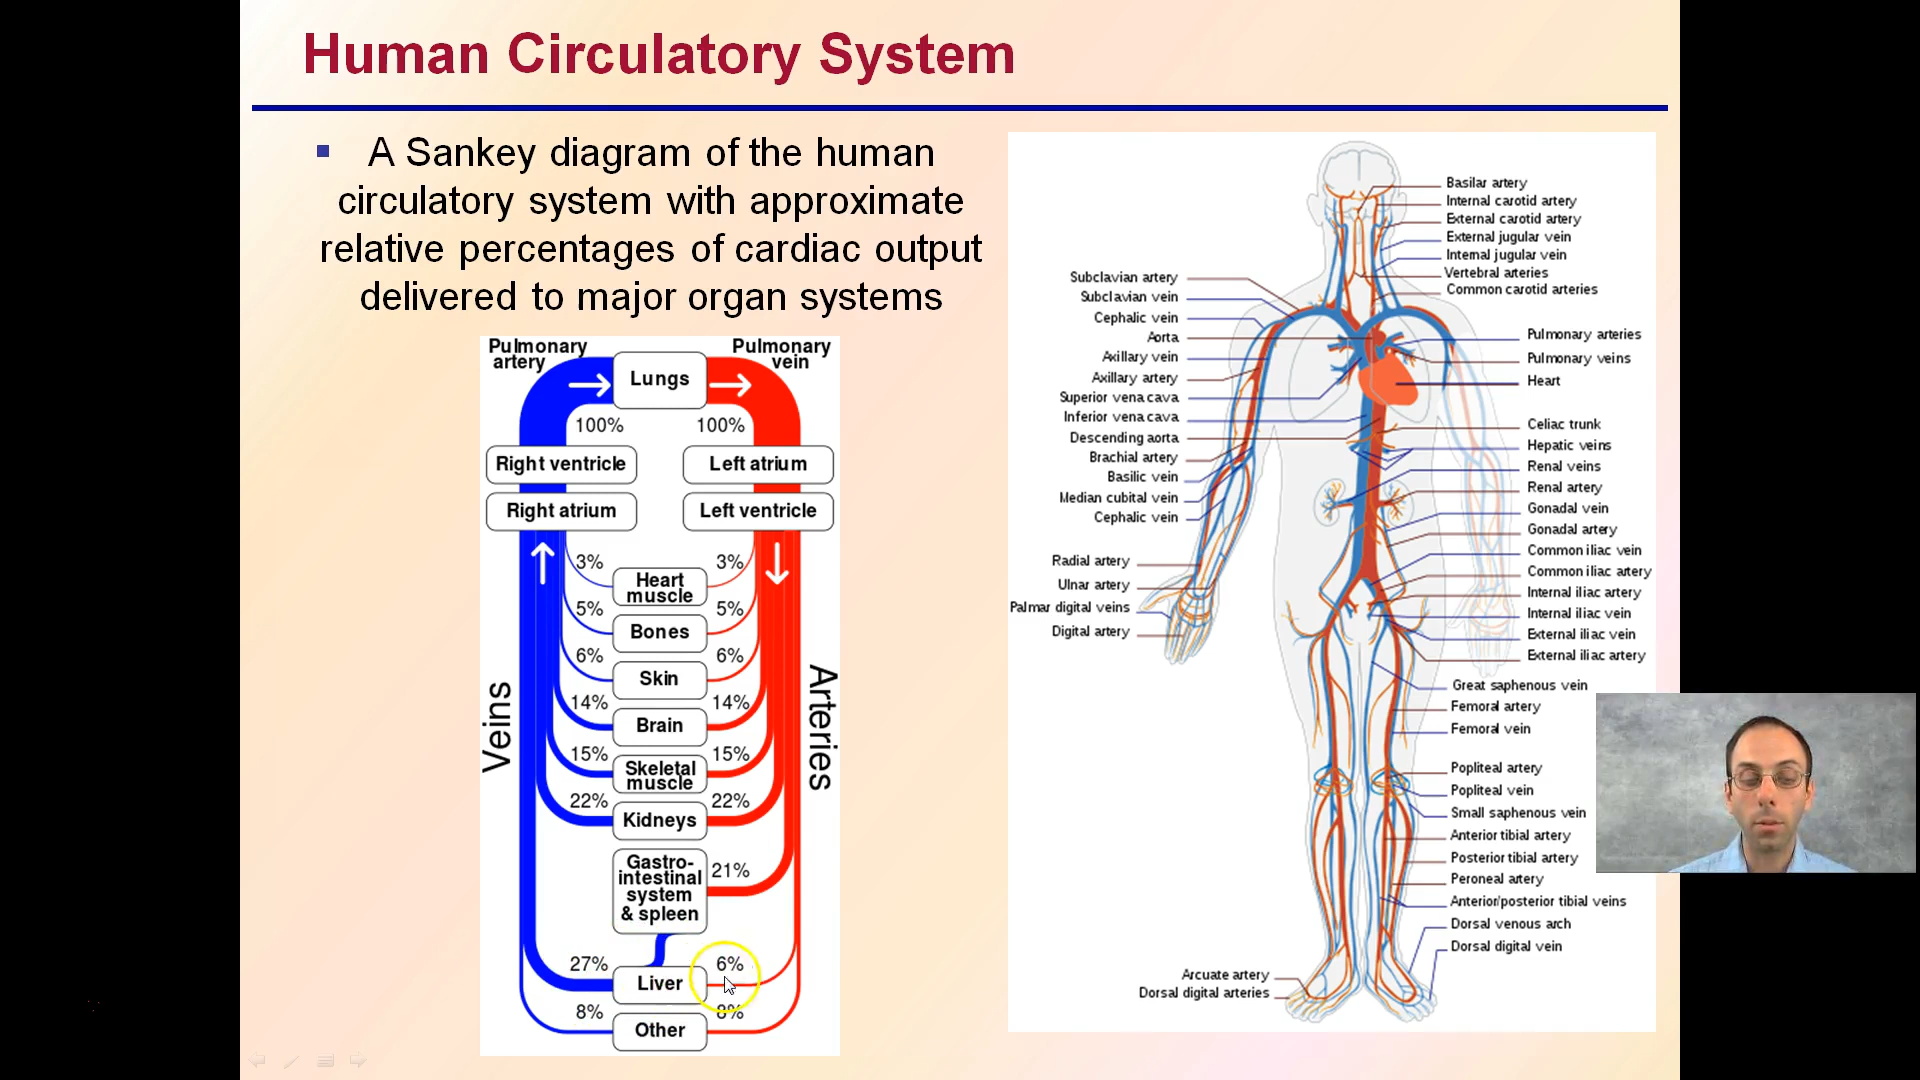 Human Circulatory System
A Sankey diagram of the human
circulatory system with approximate
relative percentages of cardiac output
delivered to major organ systems
Pulmonary
artery
Pulmonary
vein
Lungs
100%
100%
Right ventricle
Left atrium
Right atrium
Left ventricle
3%
Heart
muscle
3%
5%
Bones
5%
6%
Skin
6%
14%
Brain
14%
15%
Skeletal
muscle
15%
22%
Kidneys
22%
Gastro-
intestinal
system
& spleen
21%
27%
Liver
6%
8%
Other
8%
Veins
Arteries
Subclavian artery
Subclavian vein
Cephalic vein
Aorta
Axillary vein
Axillary artery
Superior vena cava
Inferior vena cava
Descending aorta
Brachial artery
Basilic vein
Median cubital vein
Cephalic vein
Radial artery
Ulnar artery
Palmar digital veins
Digital artery
Arcuate artery
Dorsal digital arteries
Basilar artery
Internal carotid artery
External carotid artery
External jugular vein
Internal jugular vein
Vertebral arteries
Common carotid arteries
Pulmonary arteries
Pulmonary veins
Heart
Celiac trunk
Hepatic veins
Renal veins
Renal artery
Gonadal vein
Gonadal artery
Common iliac vein
Common iliac artery
Internal iliac artery
Internal iliac vein
External iliac vein
External iliac artery
Great saphenous vein
Femoral artery
Femoral vein
Popliteal artery
Popliteal vein
Small saphenous vein
Anterior tibial artery
Posterior tibial artery
Peroneal artery
Anterior/posterior tibial veins
Dorsal venous arch
Dorsal digital vein